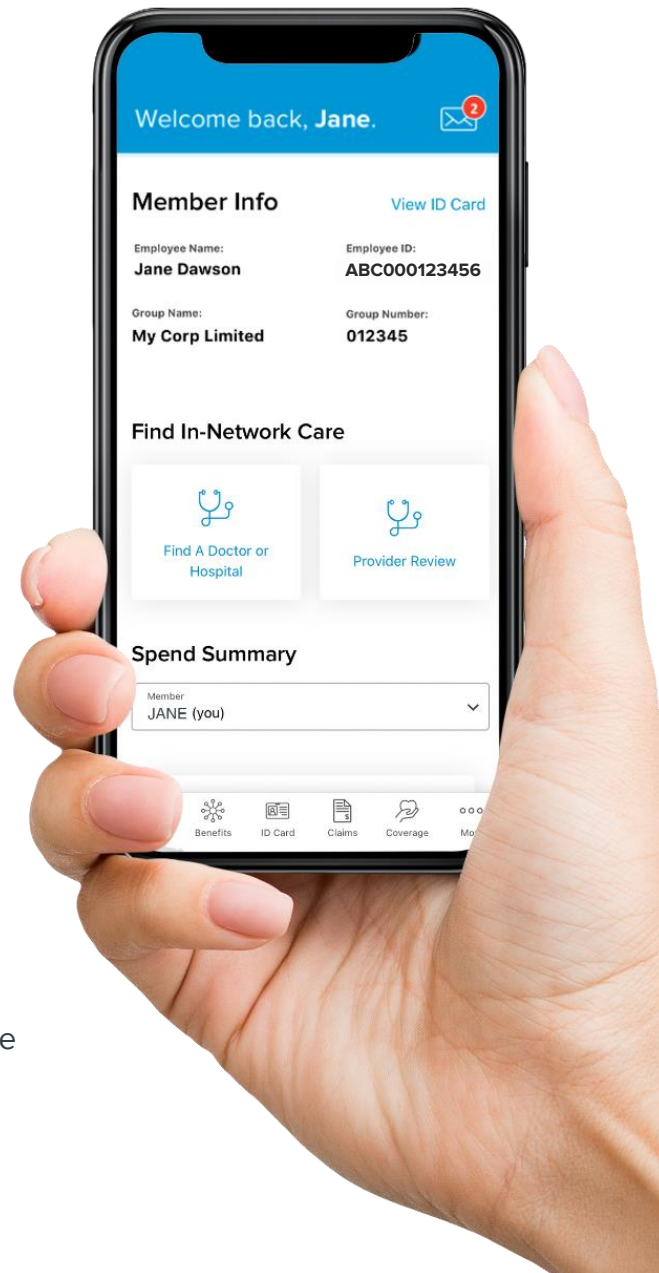 Welcome back, Jane.
2
Member Info
View ID Card
Employee Name:
Employee ID:
Jane Dawson
ABC000123456
Group Name:
Group Number:
My Corp Limited
012345
Find In-Network Care
Find A Doctor or
Hospital
Provider Review
Spend Summary
Member
JANE (you)
Benefits
ID Card
Claims
Coverage
e